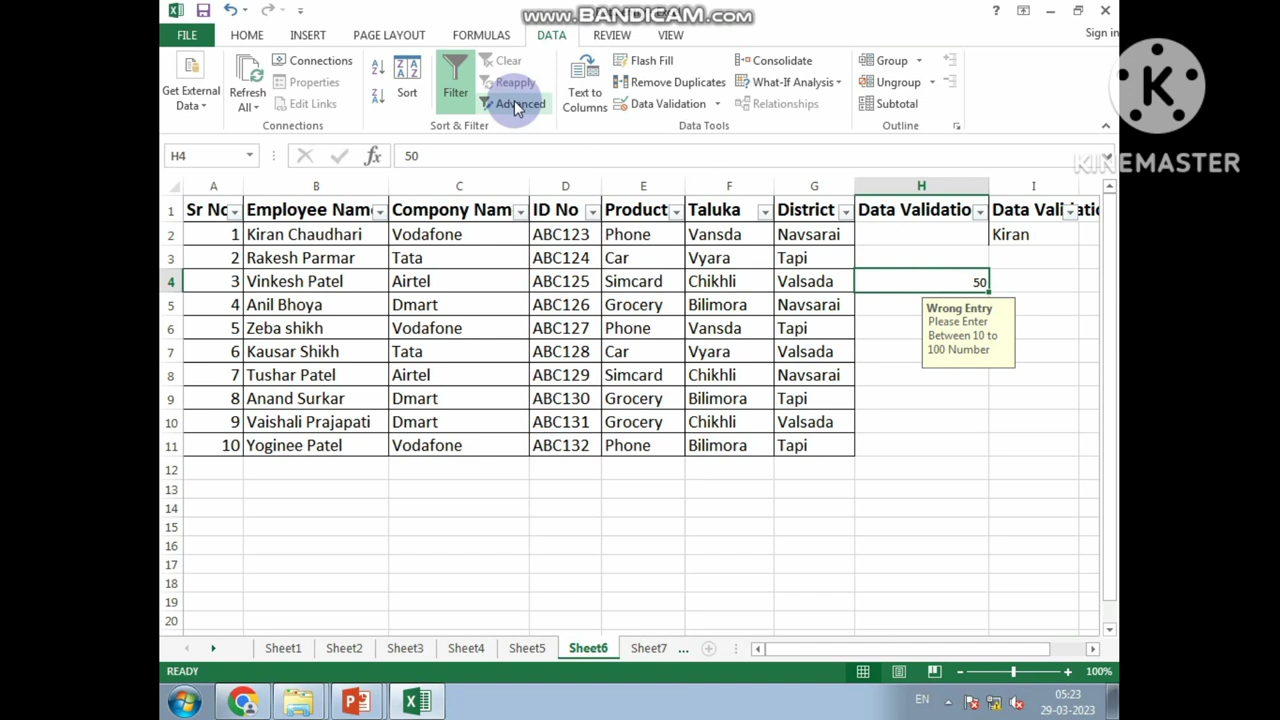 www.BANDICAM.com
FILE HOME INSERT PAGE LAYOUT FORMULAS DATA REVIEW VIEW Sign in
K
KINEMASTER
Get External Data
Refresh All
Connections
Properties
Edit Links
Connections
Sort
Filter
Clear
Reapply
Advanced
Sort & Filter
Text to Columns
Flash Fill
Remove Duplicates
Data Validation
Consolidate
What-If Analysis
Relationships
Data Tools
Group
Ungroup
Subtotal
Outline
H4 fx 50
A B C D E F G H I
1 Sr No Employee Nam Compony Nam ID No Product Taluka District Data Validatio Data Validatio
2 1 Kiran Chaudhari Vodafone ABC123 Phone Vansda Navsarai Kiran
3 2 Rakesh Parmar Tata ABC124 Car Vyara Tapi
4 3 Vinkesh Patel Airtel ABC125 Simcard Chikhli Valsada 50
5 4 Anil Bhoya Dmart ABC126 Grocery Bilimora Navsarai
6 5 Zeba shikh Vodafone ABC127 Phone Vansda Tapi
7 6 Kausar Shikh Tata ABC128 Car Vyara Valsada
8 7 Tushar Patel Airtel ABC129 Simcard Chikhli Navsarai
9 8 Anand Surkar Dmart ABC130 Grocery Bilimora Tapi
10 9 Vaishali Prajapati Dmart ABC131 Grocery Chikhli Valsada
11 10 Yoginee Patel Vodafone ABC132 Phone Bilimora Tapi
Wrong Entry
Please Enter
Between 10 to
100 Number
12
13
14
15
16
17
18
19
20
Sheet1 Sheet2 Sheet3 Sheet4 Sheet5 Sheet6 Sheet7 ...
READY 100%
EN 05:23
29-03-2023